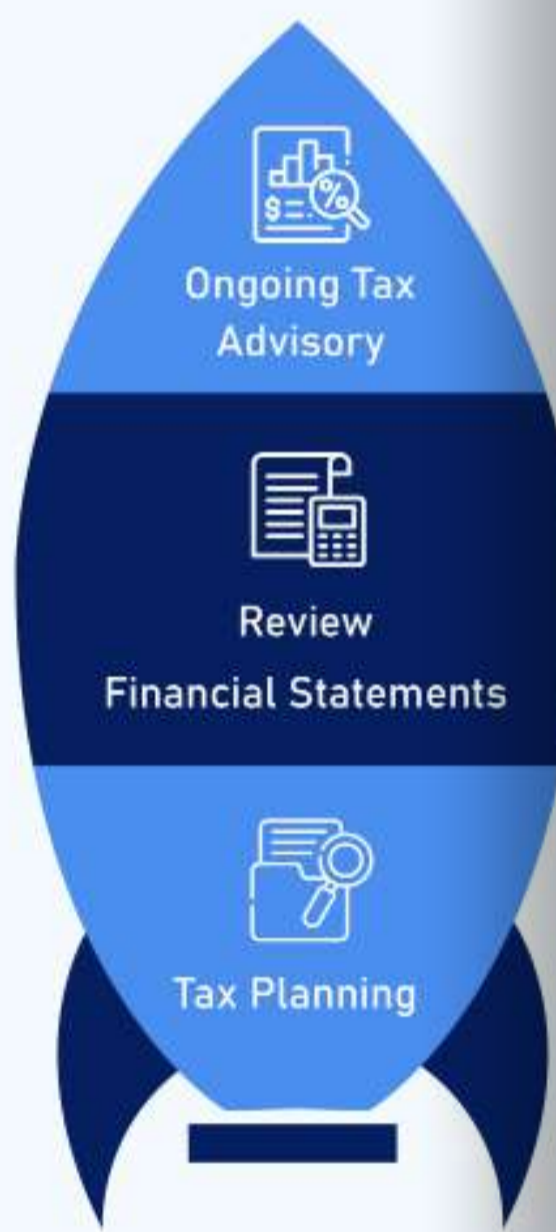 Ongoing Tax
Advisory
Review
Financial Statements
Tax Planning